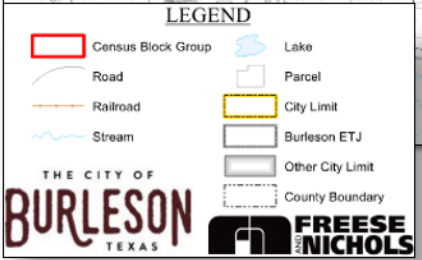 LEGEND
Census Block Group
Road
Railroad
Stream
Lake
Parcel
City Limit
Burleson ETJ
Other City Limit
County Boundary
THE CITY OF
BURLESON
TEXAS
FREESE
AND NICHOLS